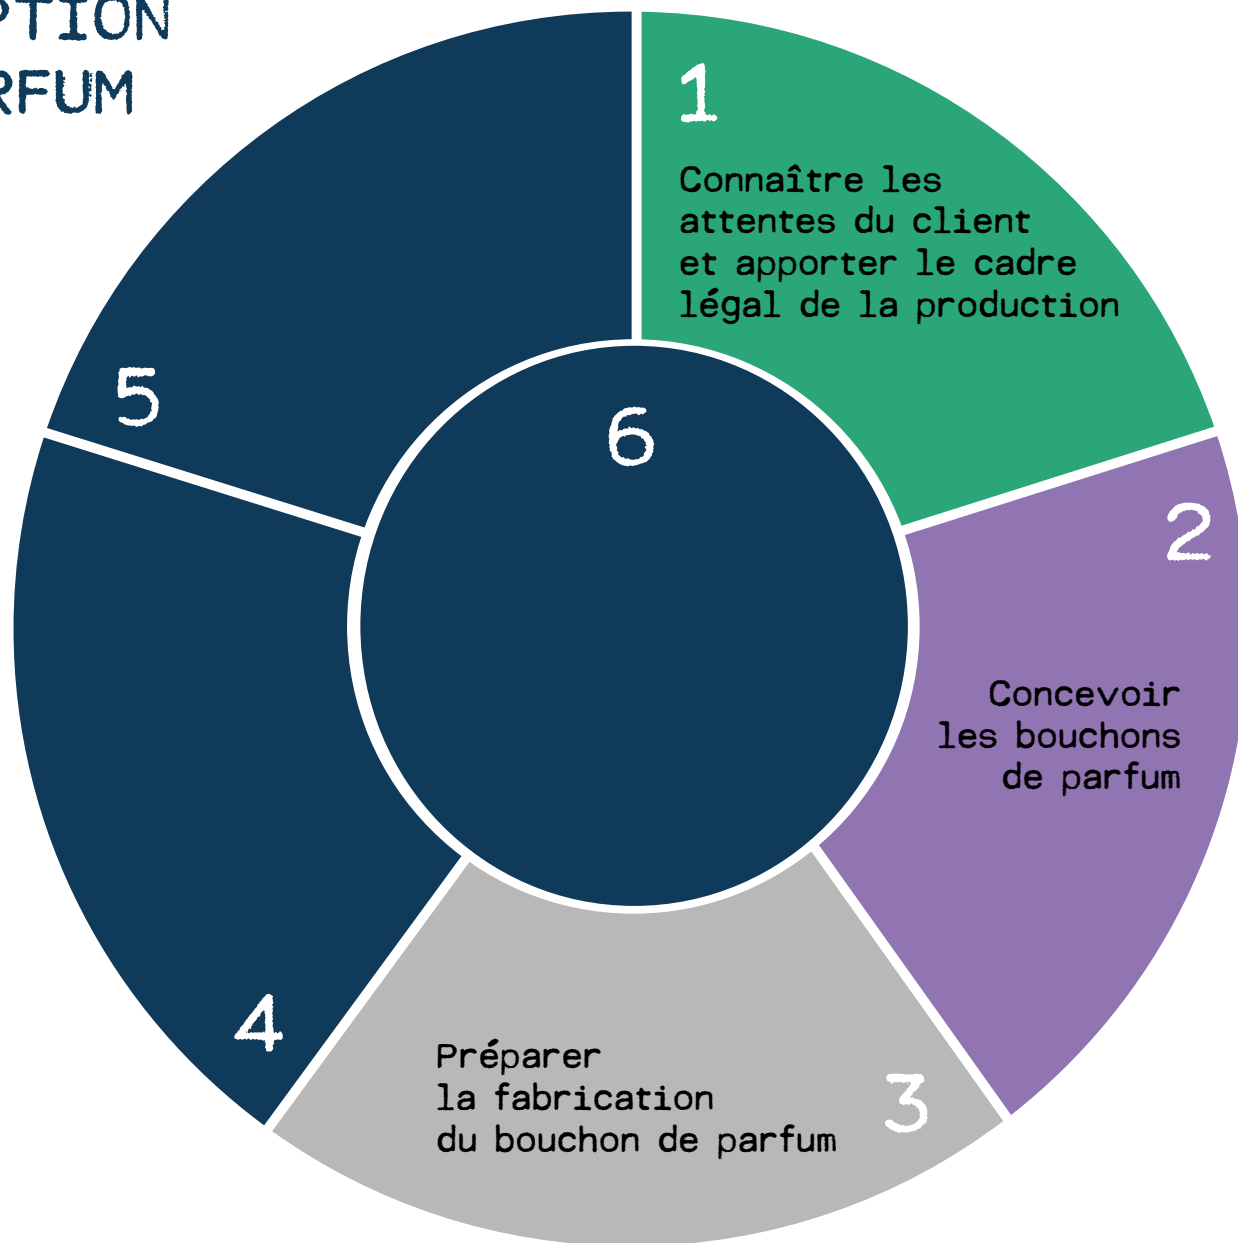 PTION
RFUM
1
Connaître les
attentes du client
et apporter le cadre
légal de la production
2
Concevoir
les bouchons
de parfum
3
Préparer
la fabrication
du bouchon de parfum
4
5
6